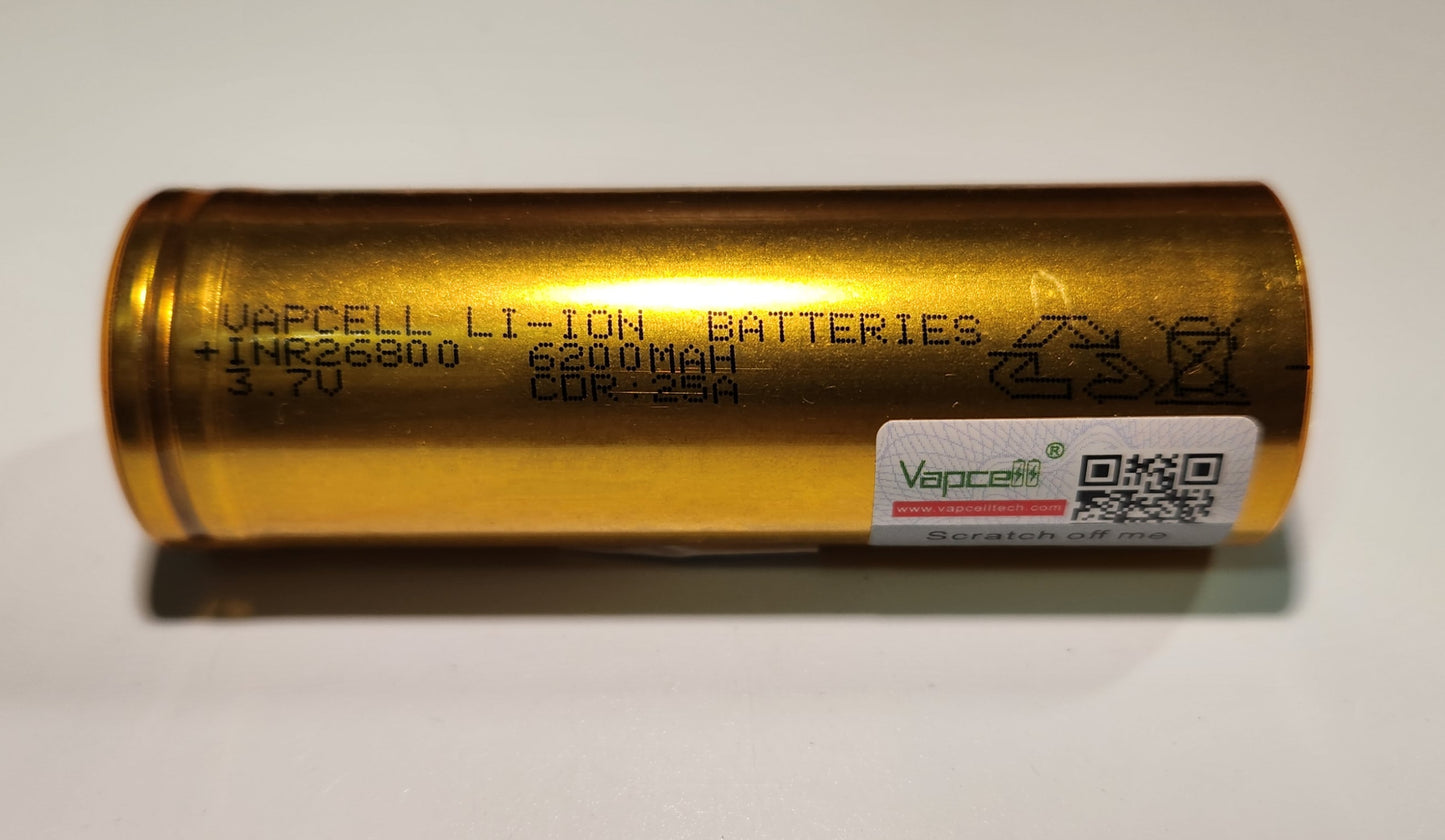 VAPCELL LI-ION BATTERIES
+INR26800 6200MAH
3.7V CDR:25A
Vapcell®
www.vapcelltech.com
Scratch off me